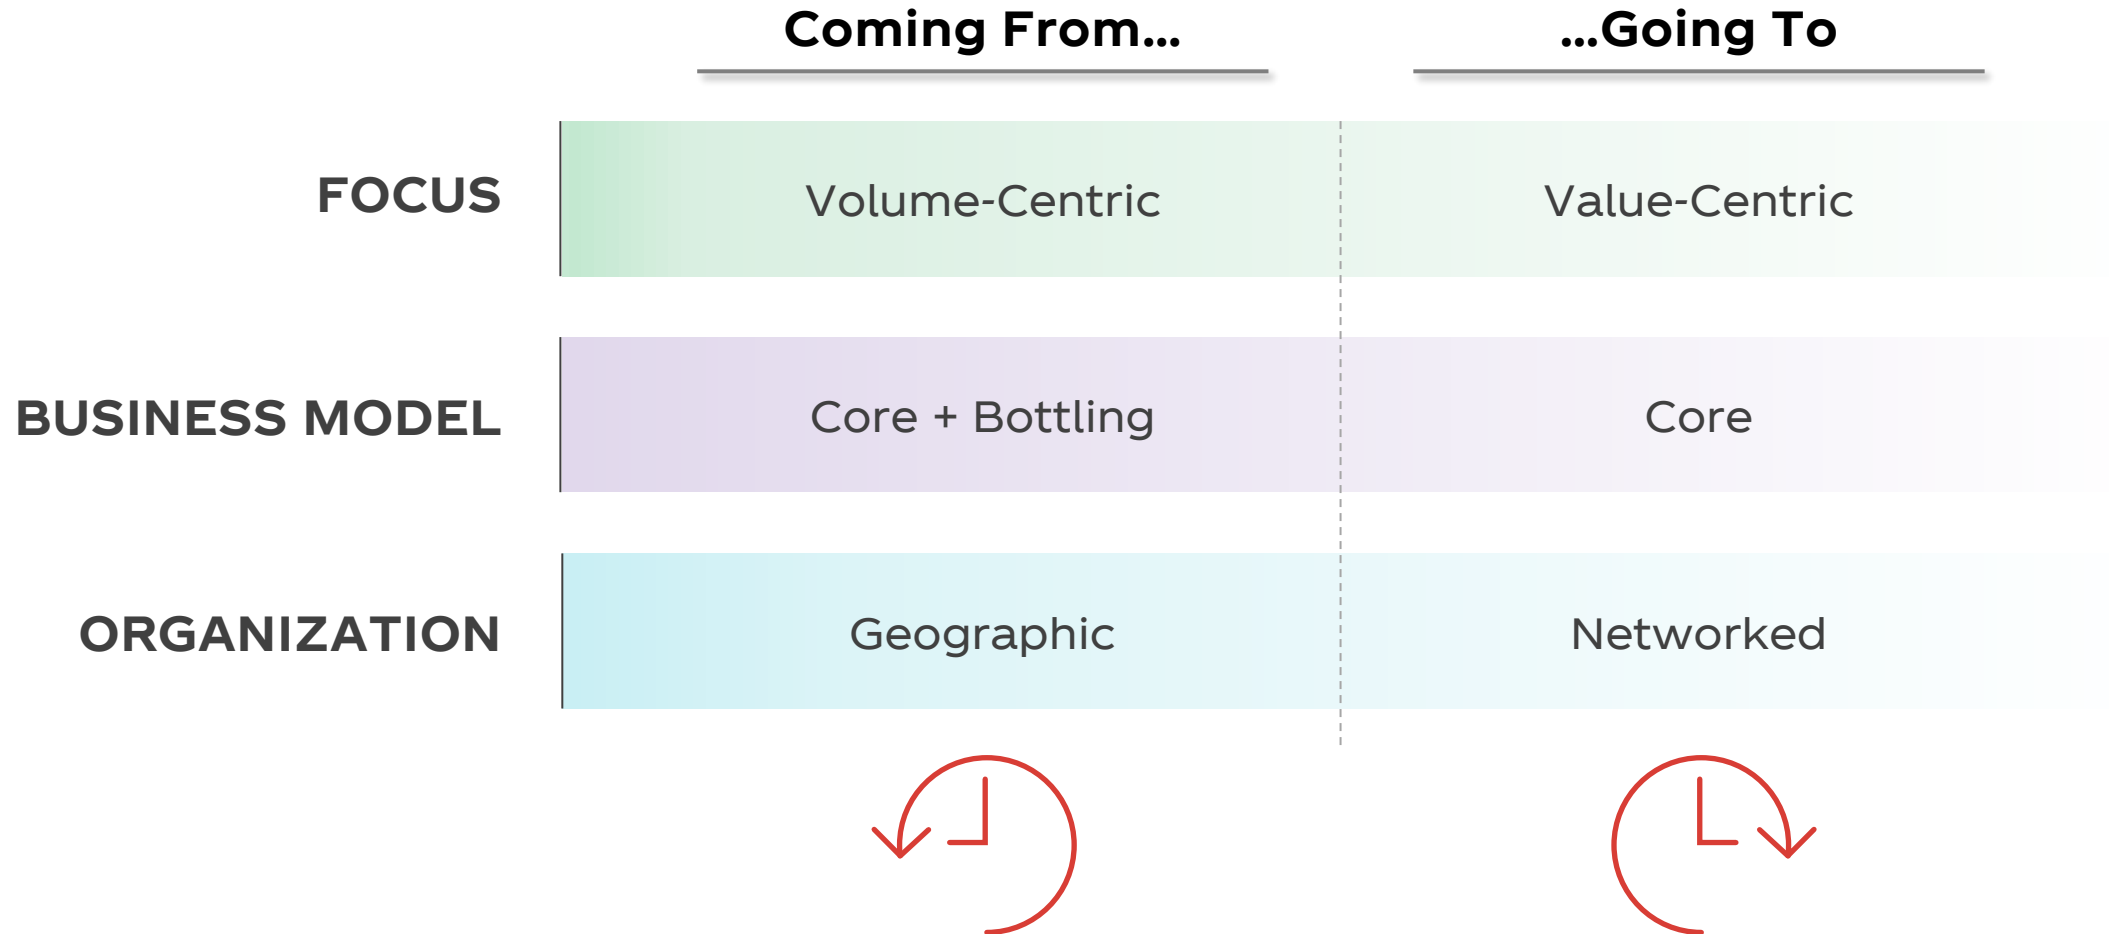 Coming From...
...Going To
FOCUS
Volume-Centric
Value-Centric
BUSINESS MODEL
Core + Bottling
Core
ORGANIZATION
Geographic
Networked